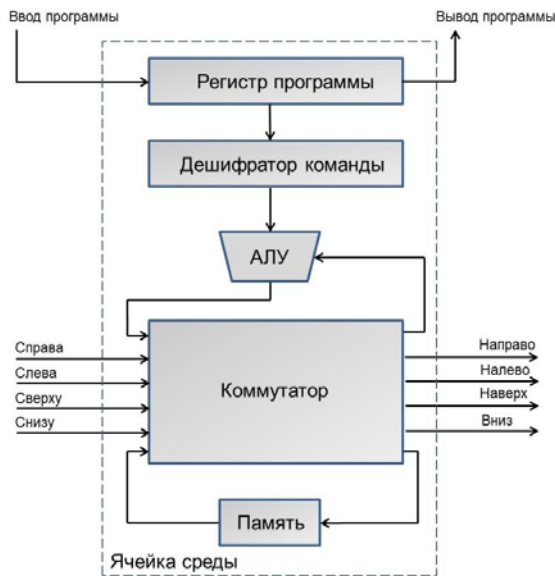 Ввод программы
Вывод программы
Регистр программы
Дешифратор команды
АЛУ
Справа
Слева
Сверху
Снизу
Коммутатор
Направо
Налево
Наверх
Вниз
Память
Ячейка среды